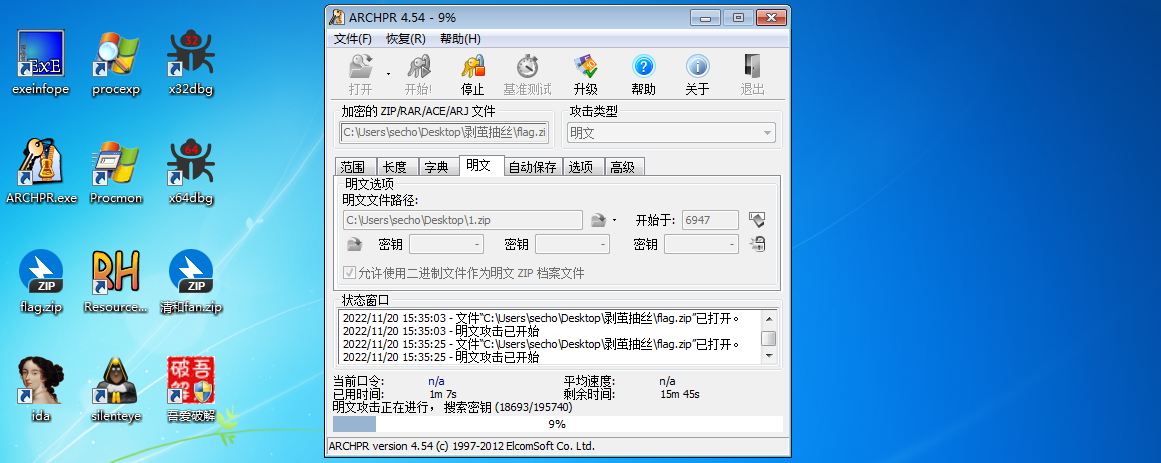 exeinfope
procexp
x32dbg
ARCHPR.exe
Procmon
x64dbg
flag.zip
Resource...
清和fan.zip
ida
silenteye
吾爱破解
ARCHPR 4.54 - 9%
文件(F) 恢复(R) 帮助(H)
打开 开始! 停止 基准测试 升级 帮助 关于 退出
加密的 ZIP/RAR/ACE/ARJ 文件 攻击类型
C:\Users\secho\Desktop\剥茧抽丝\flag.zi 明文
范围 长度 字典 明文 自动保存 选项 高级
明文选项
明文文件路径:
C:\Users\secho\Desktop\1.zip 开始于: 6947
密钥 - 密钥 - 密钥 -
允许使用二进制文件作为明文 ZIP 档案文件
状态窗口
2022/11/20 15:35:03 - 文件"C:\Users\secho\Desktop\剥茧抽丝\flag.zip"已打开。
2022/11/20 15:35:03 - 明文攻击已开始
2022/11/20 15:35:25 - 文件"C:\Users\secho\Desktop\剥茧抽丝\flag.zip"已打开。
2022/11/20 15:35:25 - 明文攻击已开始
当前口令: n/a 平均速度: n/a
已用时间: 1m 7s 剩余时间: 15m 45s
明文攻击正在进行，搜索密钥 (18693/195740)
9%
ARCHPR version 4.54 (c) 1997-2012 ElcomSoft Co. Ltd.